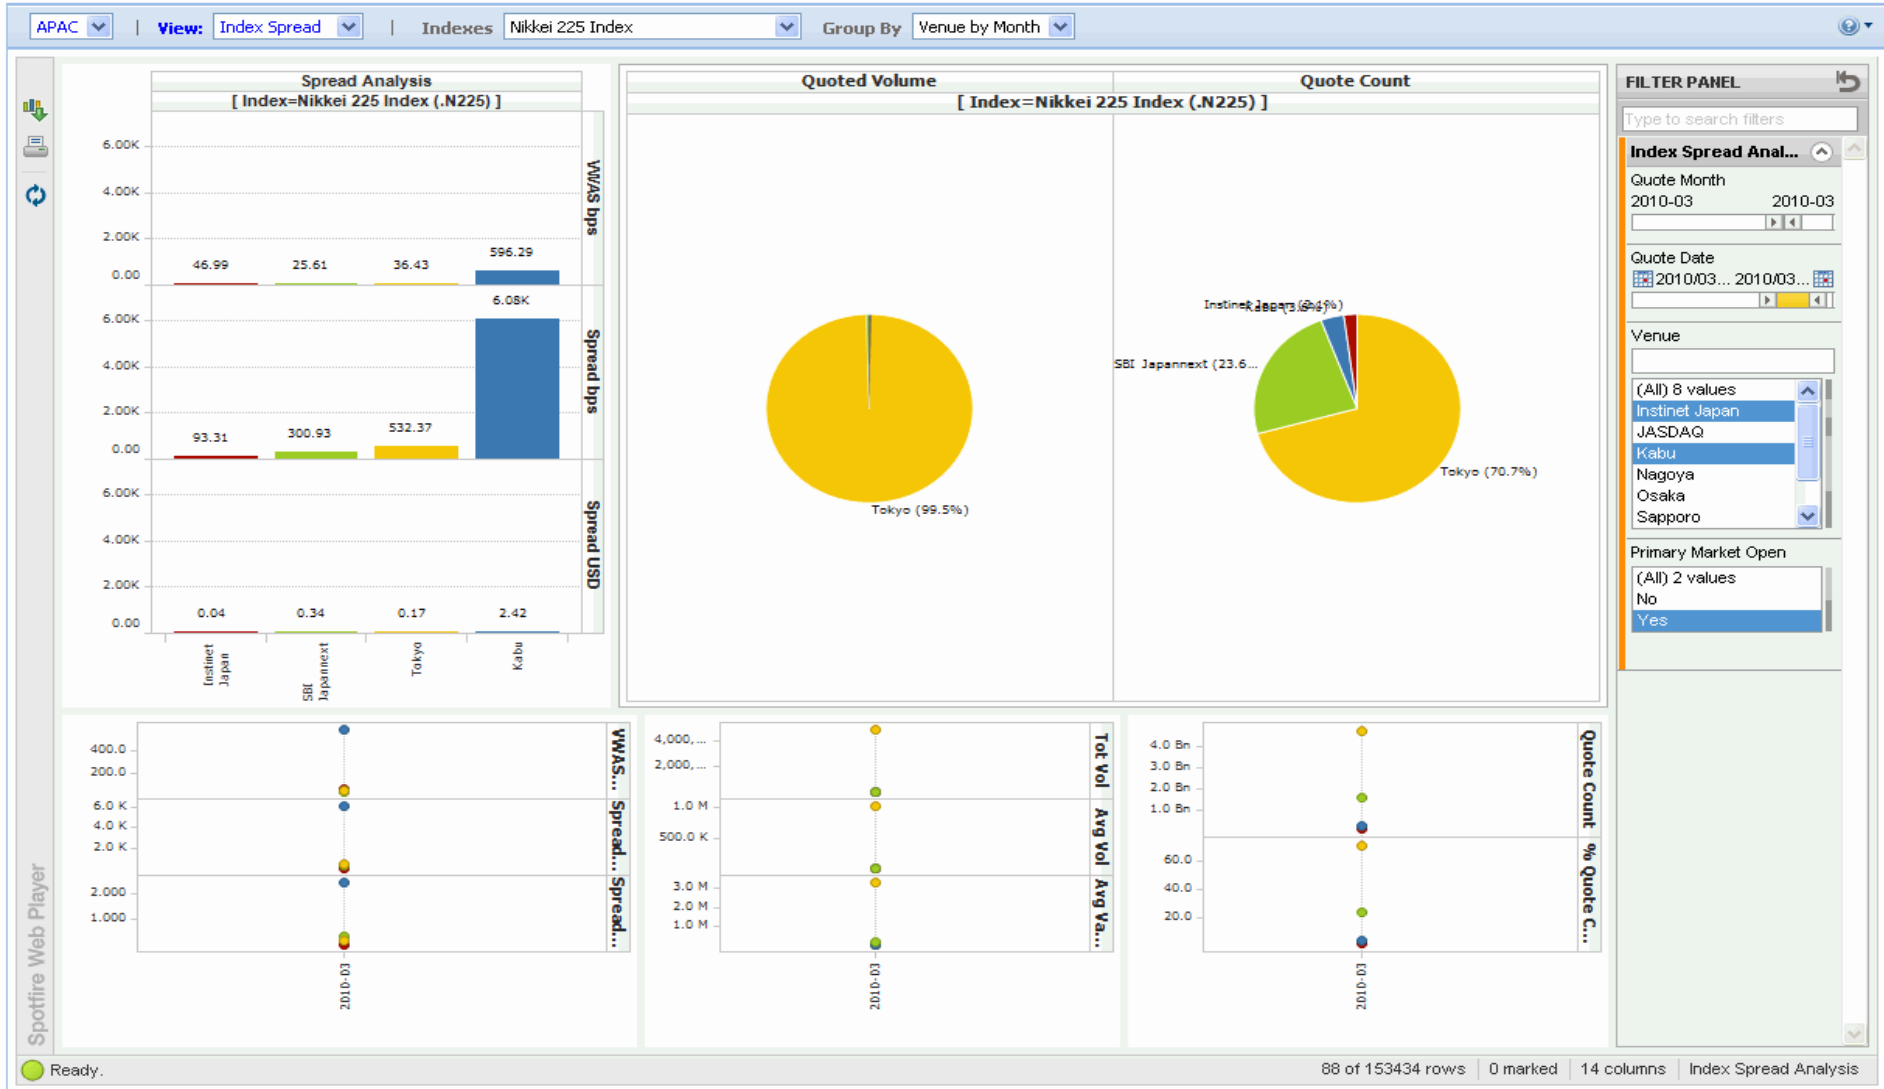 APAC | View: Index Spread | Indexes Nikkei 225 Index Group By Venue by Month
Spread Analysis
[ Index=Nikkei 225 Index (.N225) ]
6.00K
4.00K
2.00K
0.00
46.99 25.61 36.43 596.29
VWAS bps
6.00K
4.00K
2.00K
0.00
93.31 300.93 532.37 6.08K
Spread bps
6.00K
4.00K
2.00K
0.00
0.04 0.34 0.17 2.42
Spread USD
Instinet Japan
SBI Japannext
Tokyo
Kabu
Quoted Volume Quote Count
[ Index=Nikkei 225 Index (.N225) ]
Tokyo (99.5%)
Instinet Japan
Kabu
SBI Japannext (23.6...
Tokyo (70.7%)
FILTER PANEL
Type to search filters
Index Spread Anal...
Quote Month
2010-03 2010-03
Quote Date
2010/03... 2010/03...
Venue
(All) 8 values
Instinet Japan
JASDAQ
Kabu
Nagoya
Osaka
Sapporo
Primary Market Open
(All) 2 values
No
Yes
400.0
200.0
VWAS...
6.0 K
4.0 K
2.0 K
Spread...
2.000
1.000
Spread...
2010-03
4,000,...
2,000,...
Tot Vol
1.0 M
500.0 K
Avg Vol
3.0 M
2.0 M
1.0 M
Avg Va...
2010-03
4.0 Bn
3.0 Bn
2.0 Bn
1.0 Bn
Quote Count
60.0
40.0
20.0
% Quote C...
2010-03
Spotfire Web Player
Ready.
88 of 153434 rows 0 marked 14 columns Index Spread Analysis